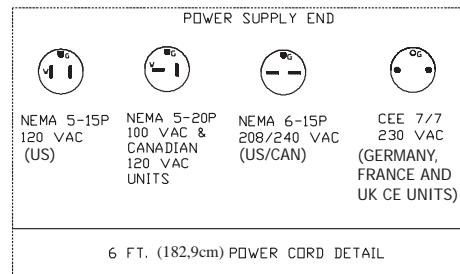 POWER SUPPLY END
G
W
G
W
G
G
NEMA 5-15P
120 VAC
(US)
NEMA 5-20P
100 VAC &
CANADIAN
120 VAC
UNITS
NEMA 6-15P
208/240 VAC
(US/CAN)
CEE 7/7
230 VAC
(GERMANY,
FRANCE AND
UK CE UNITS)
6 FT. (182,9cm) POWER CORD DETAIL